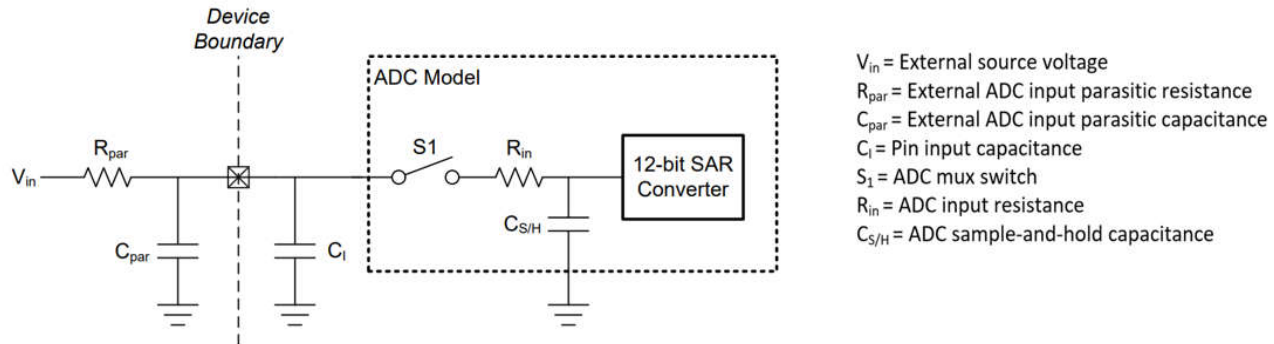 Device
Boundary
ADC Model
V_in
R_par
S1
R_in
12-bit SAR
Converter
C_par
C_I
C_S/H
V_in = External source voltage
R_par = External ADC input parasitic resistance
C_par = External ADC input parasitic capacitance
C_I = Pin input capacitance
S_1 = ADC mux switch
R_in = ADC input resistance
C_S/H = ADC sample-and-hold capacitance